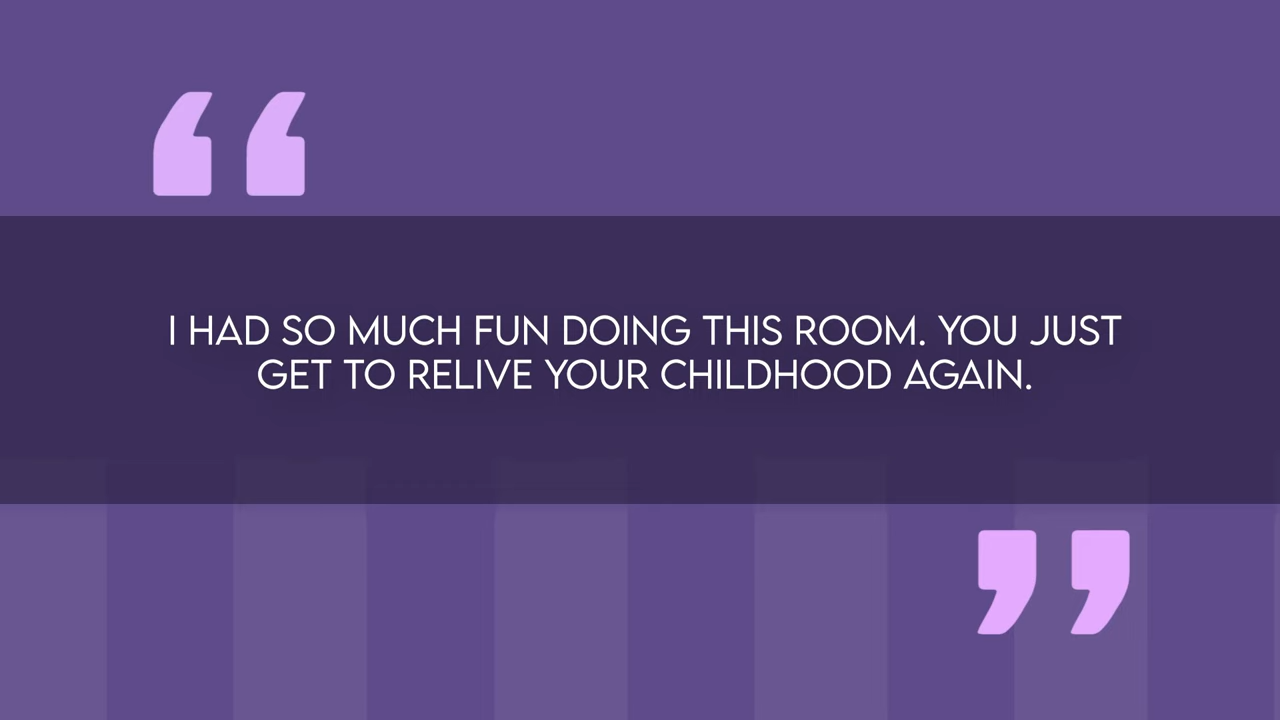 “
I HAD SO MUCH FUN DOING THIS ROOM. YOU JUST
GET TO RELIVE YOUR CHILDHOOD AGAIN.
”